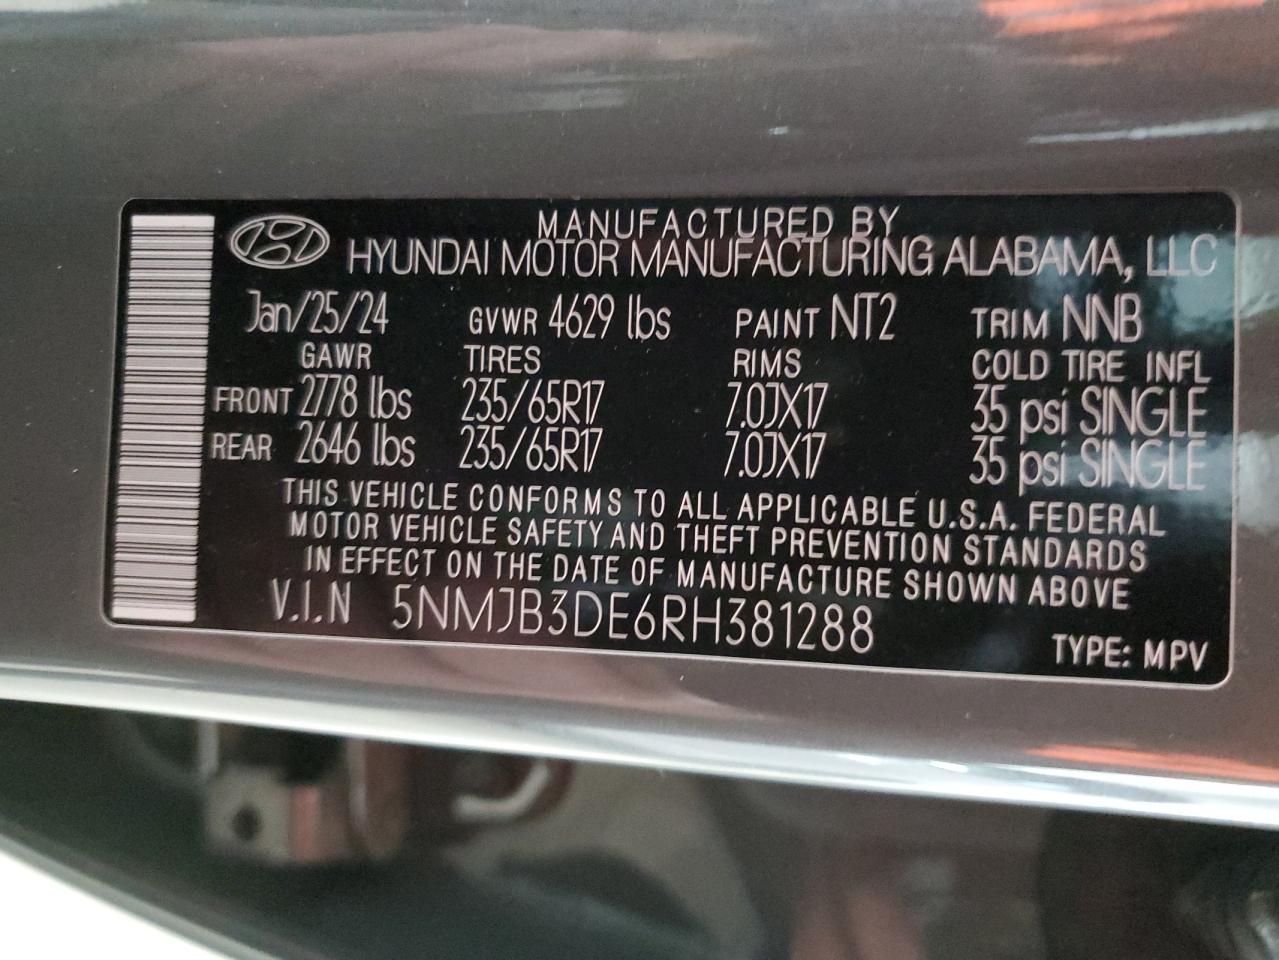 MANUFACTURED BY
HYUNDAI MOTOR MANUFACTURING ALABAMA, LLC
Jan/25/24 GVWR 4629 lbs PAINT NT2 TRIM NNB
GAWR TIRES RIMS COLD TIRE INFL
FRONT 2778 lbs 235/65R17 7.0JX17 35 psi SINGLE
REAR 2646 lbs 235/65R17 7.0JX17 35 psi SINGLE
THIS VEHICLE CONFORMS TO ALL APPLICABLE U.S.A. FEDERAL
MOTOR VEHICLE SAFETY AND THEFT PREVENTION STANDARDS
IN EFFECT ON THE DATE OF MANUFACTURE SHOWN ABOVE
V.I.N 5NMJB3DE6RH381288
TYPE: MPV